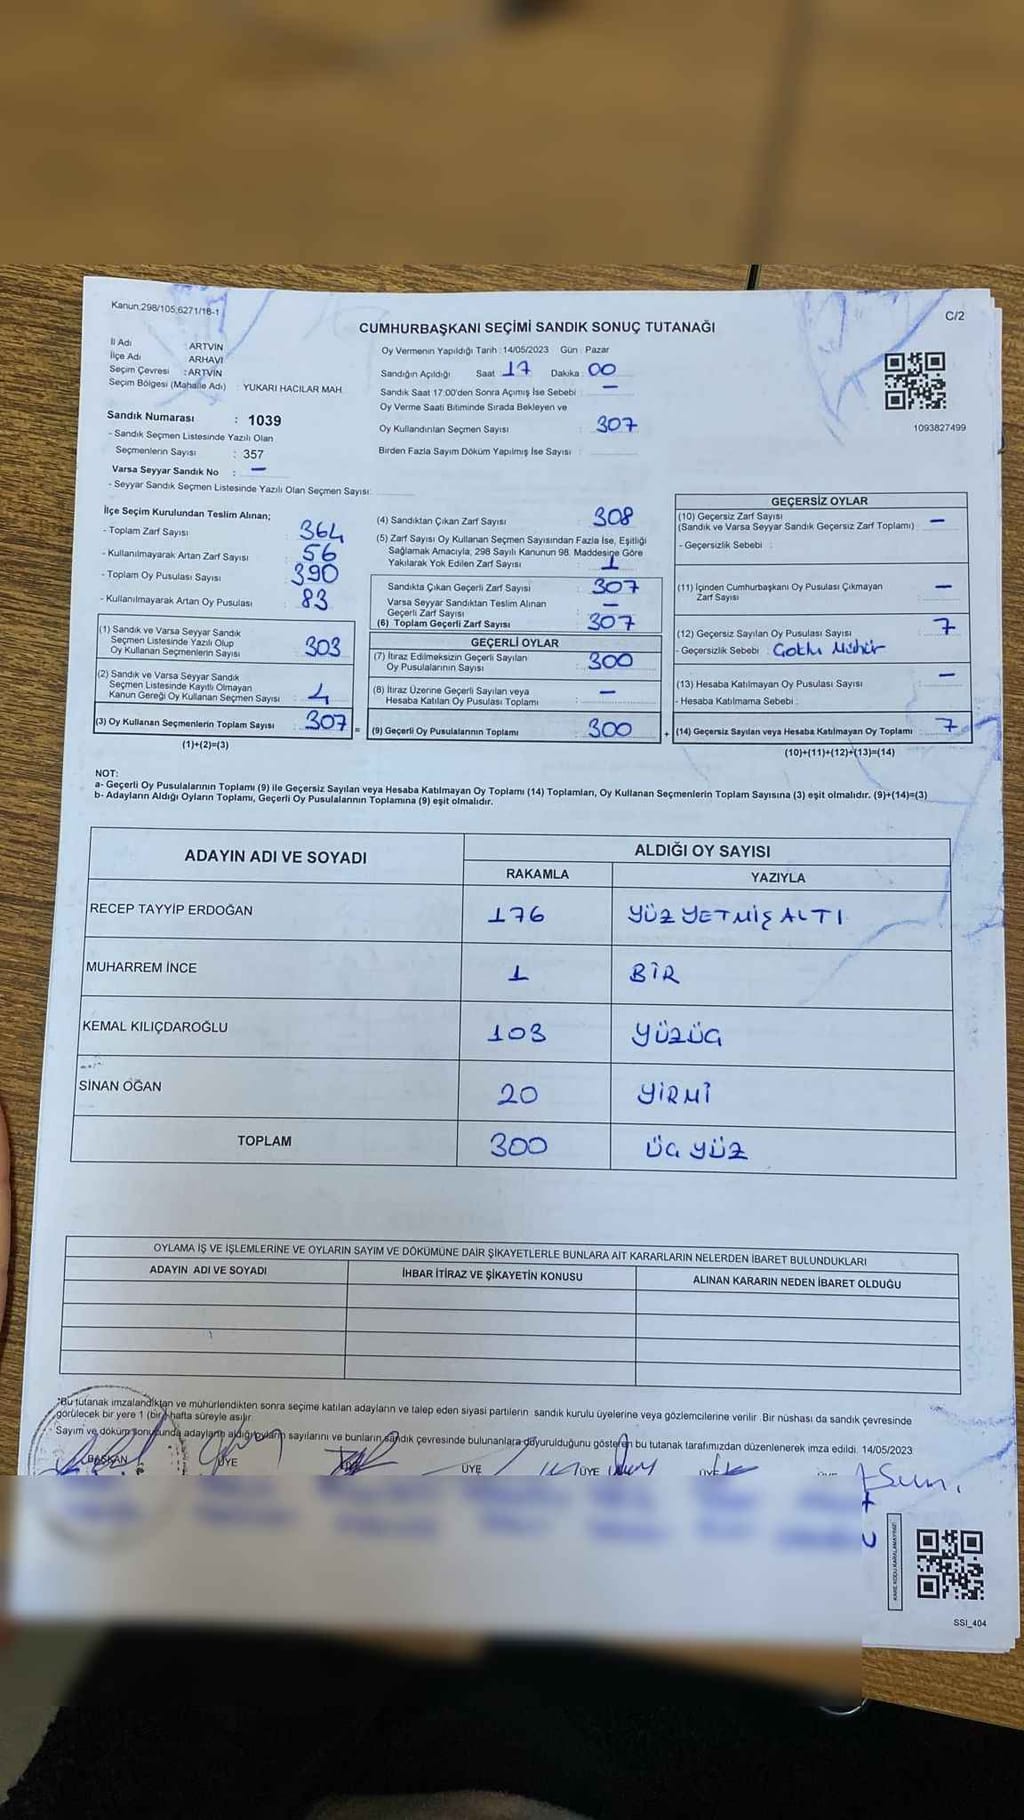 Kanun:298/105,6271/16-1
C/2
CUMHURBAŞKANI SEÇİMİ SANDIK SONUÇ TUTANAĞI
İl Adı : ARTVİN
İlçe Adı : ARHAVİ
Seçim Çevresi : ARTVİN
Seçim Bölgesi (Mahalle Adı) : YUKARI HACILAR MAH.
Sandık Numarası : 1039
- Sandık Seçmen Listesinde Yazılı Olan
Seçmenlerin Sayısı : 357
Varsa Seyyar Sandık No : —
- Seyyar Sandık Seçmen Listesinde Yazılı Olan Seçmen Sayısı:
Oy Vermenin Yapıldığı Tarih : 14/05/2023 Gün : Pazar
Sandığın Açıldığı Saat 17 Dakika : 00
Sandık Saat 17:00'den Sonra Açımış İse Sebebi : —
Oy Verme Saati Bitiminde Sırada Bekleyen ve
Oy Kullandırılan Seçmen Sayısı : 307
Birden Fazla Sayım Döküm Yapılmış İse Sayısı :
1093827499
İlçe Seçim Kurulundan Teslim Alınan;
- Toplam Zarf Sayısı : 364
- Kullanılmayarak Artan Zarf Sayısı : 56
- Toplam Oy Pusulası Sayısı : 390
- Kullanılmayarak Artan Oy Pusulası : 83
(1) Sandık ve Varsa Seyyar Sandık
Seçmen Listesinde Yazılı Olup
Oy Kullanan Seçmenlerin Sayısı : 303
(2) Sandık ve Varsa Seyyar Sandık
Seçmen Listesinde Kayıtlı Olmayan
Kanun Gereği Oy Kullanan Seçmen Sayısı : 4
(3) Oy Kullanan Seçmenlerin Toplam Sayısı : 307 =
(1)+(2)=(3)
(4) Sandıktan Çıkan Zarf Sayısı : 308
(5) Zarf Sayısı Oy Kullanan Seçmen Sayısından Fazla İse, Eşitliği
Sağlamak Amacıyla, 298 Sayılı Kanunun 98. Maddesine Göre
Yakılarak Yok Edilen Zarf Sayısı : 1
Sandıkta Çıkan Geçerli Zarf Sayısı : 307
Varsa Seyyar Sandıktan Teslim Alınan
Geçerli Zarf Sayısı : —
(6) Toplam Geçerli Zarf Sayısı : 307
GEÇERLİ OYLAR
(7) İtiraz Edilmeksizin Geçerli Sayılan
Oy Pusulalarının Sayısı : 300
(8) İtiraz Üzerine Geçerli Sayılan veya
Hesaba Katılan Oy Pusulası Toplamı : —
(9) Geçerli Oy Pusulalarının Toplamı : 300 +
GEÇERSİZ OYLAR
(10) Geçersiz Zarf Sayısı
(Sandık ve Varsa Seyyar Sandık Geçersiz Zarf Toplamı) : —
- Geçersizlik Sebebi :
(11) İçinden Cumhurbaşkanı Oy Pusulası Çıkmayan
Zarf Sayısı : —
(12) Geçersiz Sayılan Oy Pusulası Sayısı : 7
- Geçersizlik Sebebi : Çoklu Mühür
(13) Hesaba Katılmayan Oy Pusulası Sayısı : —
- Hesaba Katılmama Sebebi :
(14) Geçersiz Sayılan veya Hesaba Katılmayan Oy Toplamı : 7
(10)+(11)+(12)+(13)=(14)
NOT:
a- Geçerli Oy Pusulalarının Toplamı (9) ile Geçersiz Sayılan veya Hesaba Katılmayan Oy Toplamı (14) Toplamları, Oy Kullanan Seçmenlerin Toplam Sayısına (3) eşit olmalıdır. (9)+(14)=(3)
b- Adayların Aldığı Oyların Toplamı, Geçerli Oy Pusulalarının Toplamına (9) eşit olmalıdır.
ADAYIN ADI VE SOYADI
ALDIĞI OY SAYISI
RAKAMLA YAZIYLA
RECEP TAYYİP ERDOĞAN 176 YÜZ YETMİŞ ALTI
MUHARREM İNCE 1 BİR
KEMAL KILIÇDAROĞLU 103 YÜZÜÇ
SİNAN OĞAN 20 YİRMİ
TOPLAM 300 ÜÇ YÜZ
OYLAMA İŞ VE İŞLEMLERİNE VE OYLARIN SAYIM VE DÖKÜMÜNE DAİR ŞİKAYETLERLE BUNLARA AİT KARARLARIN NELERDEN İBARET BULUNDUKLARI
ADAYIN ADI VE SOYADI İHBAR İTİRAZ VE ŞİKAYETİN KONUSU ALINAN KARARIN NEDEN İBARET OLDUĞU
*Bu tutanak imzalandıktan ve mühürlendikten sonra seçime katılan adayların ve talep eden siyasi partilerin sandık kurulu üyelerine veya gözlemcilerine verilir. Bir nüshası da sandık çevresinde
görülecek bir yere 1 (bir) hafta süreyle asılır.
Sayım ve döküm sonucunda adayların aldığı oyların sayılarını ve bunların sandık çevresinde bulunanlara duyurulduğunu gösteren bu tutanak tarafımızdan düzenlenerek imza edildi. 14/05/2023
BAŞKAN ÜYE ÜYE ÜYE
SSİ_404